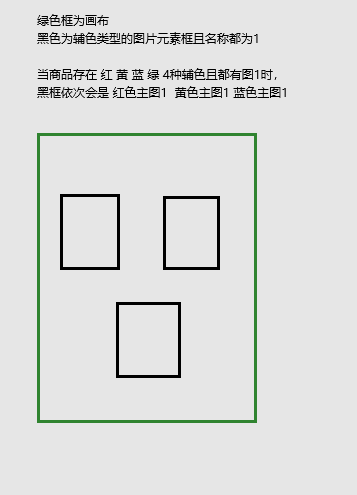 绿色框为画布
黑色为辅色类型的图片元素框且名称都为1
当商品存在 红 黄 蓝 绿 4种辅色且都有图1时，
黑框依次会是 红色主图1 黄色主图1 蓝色主图1